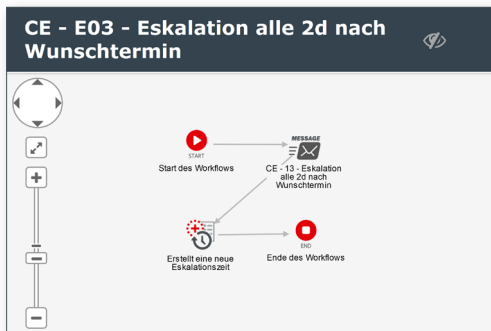 CE - E03 - Eskalation alle 2d nach
Wunschtermin
MESSAGE
START
Start des Workflows
CE - 13 - Eskalation
alle 2d nach
Wunschtermin
Erstellt eine neue
Eskalationszeit
END
Ende des Workflows